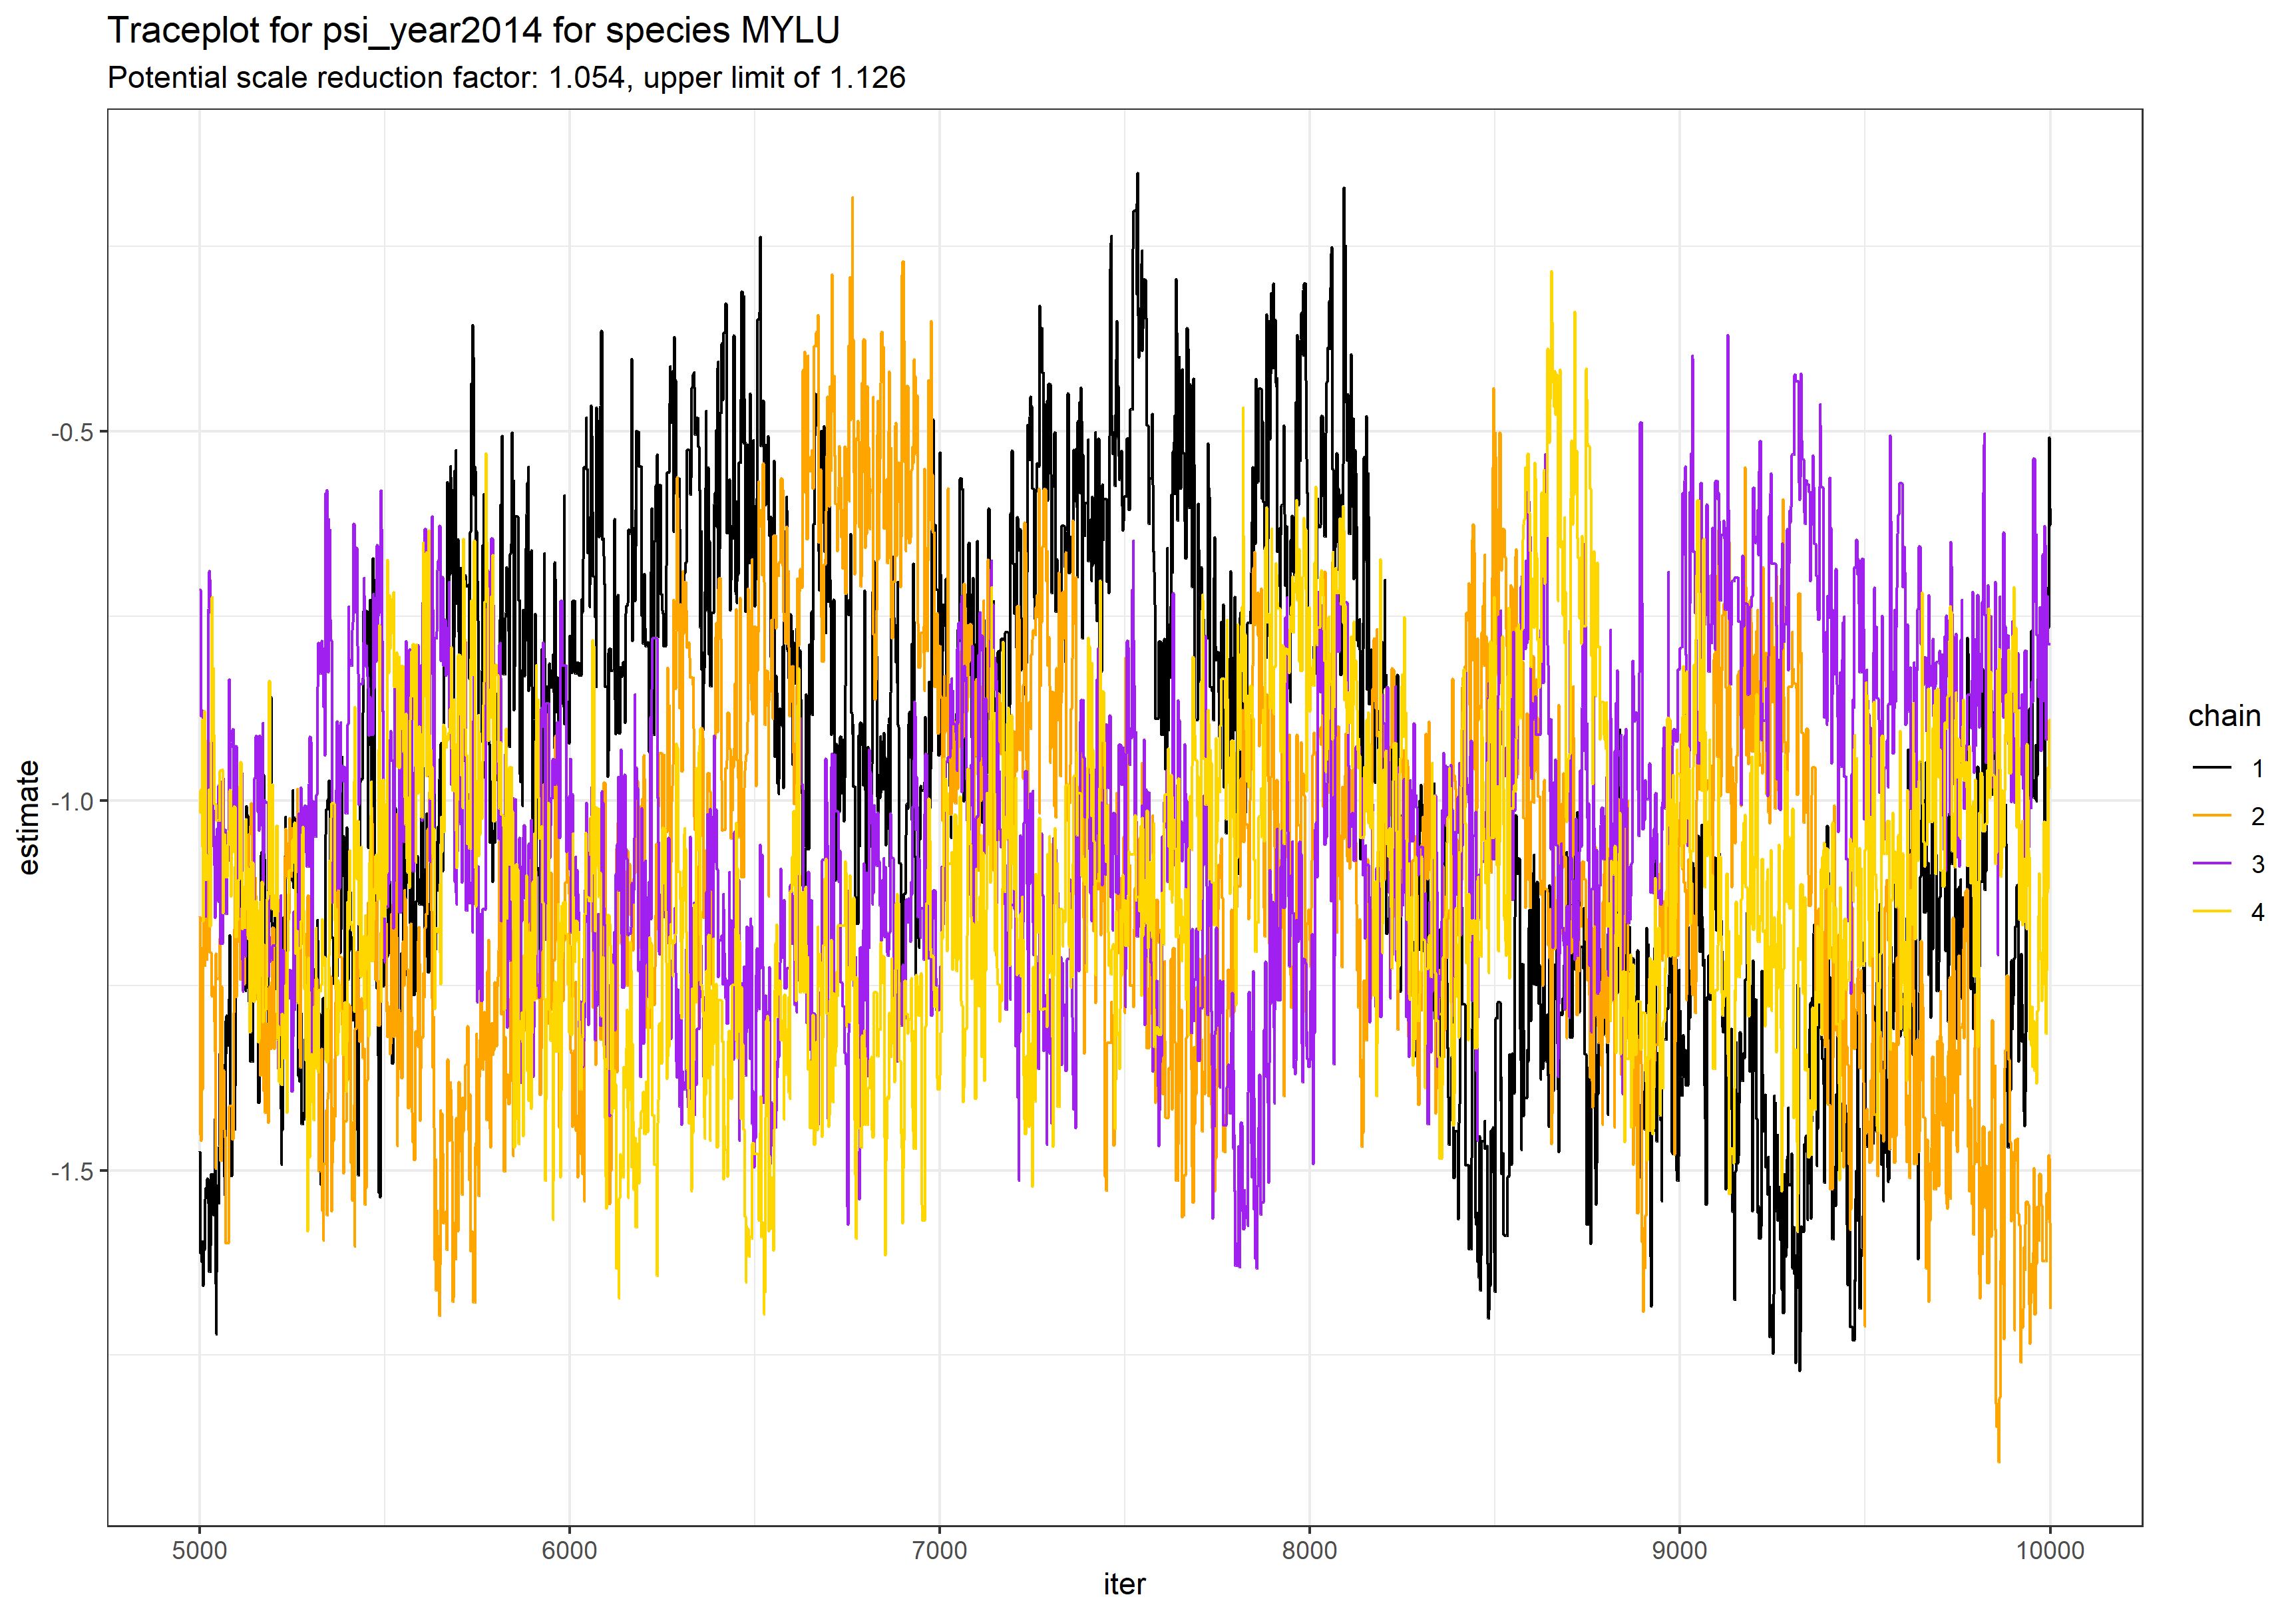 Traceplot for psi_year2014 for species MYLU
Potential scale reduction factor: 1.054, upper limit of 1.126
estimate
-0.5
-1.0
-1.5
5000 6000 7000 8000 9000 10000
iter
chain
1
2
3
4